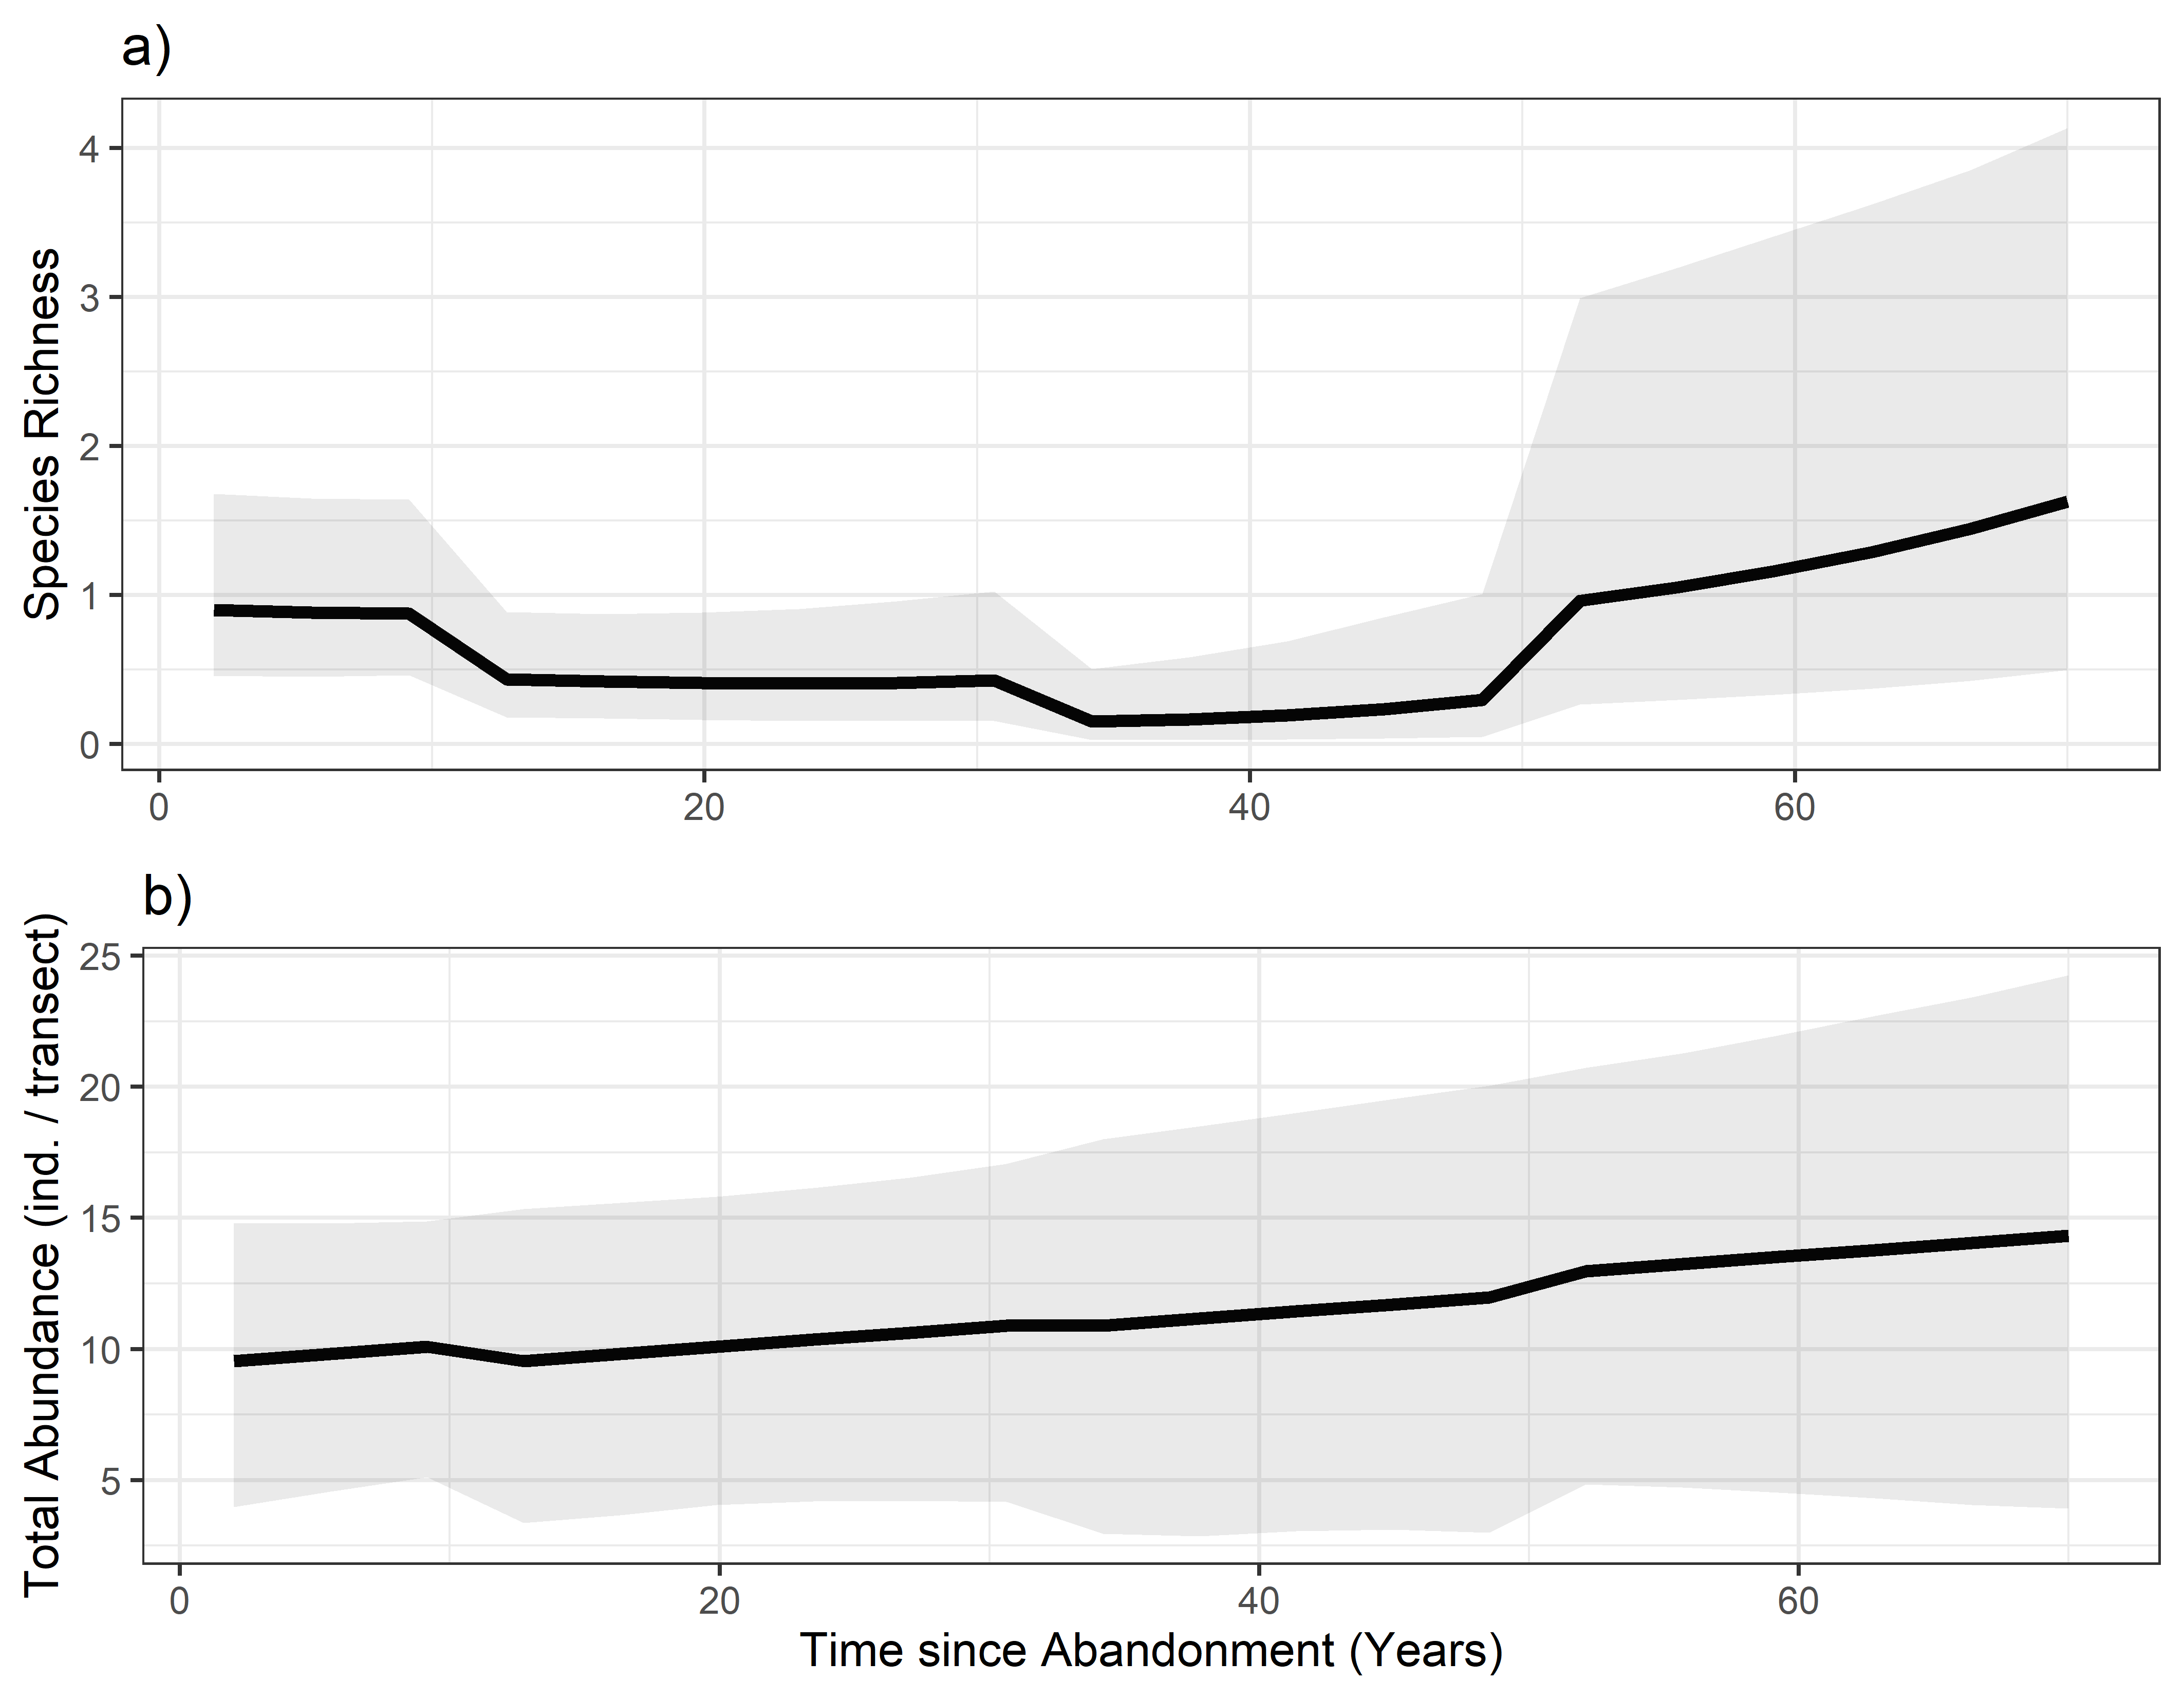 a)
Species Richness
4
3
2
1
0
0 20 40 60
b)
Total Abundance (ind. / transect)
25
20
15
10
5
0 20 40 60
Time since Abandonment (Years)